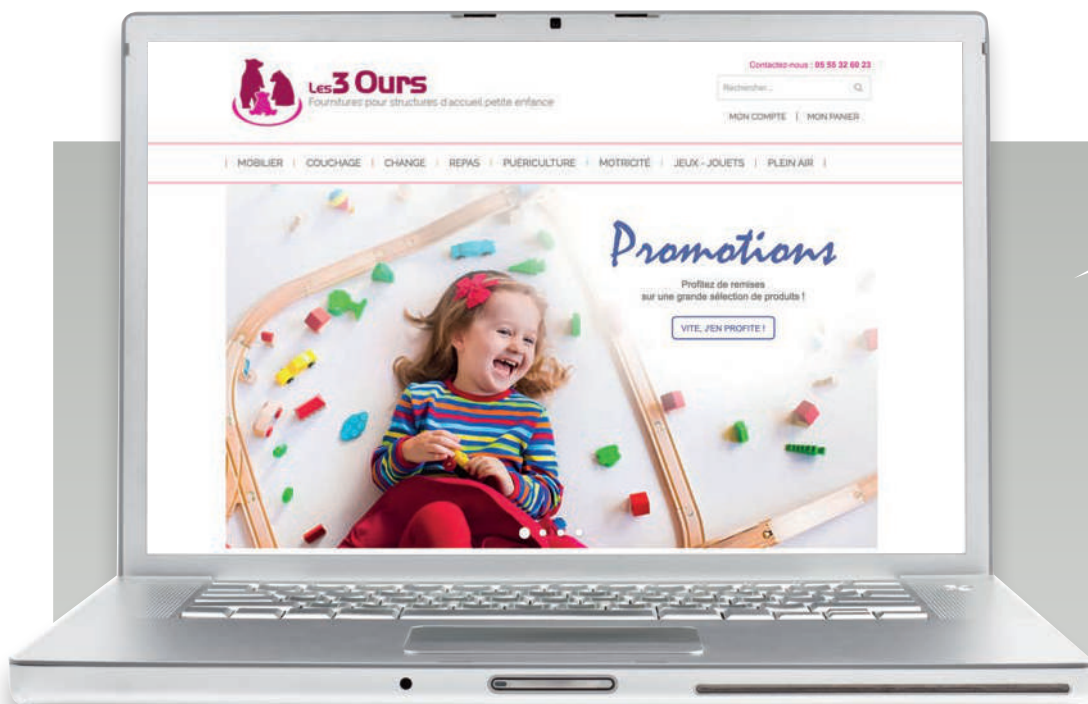 Les 3 Ours
Fournitures pour structures d'accueil petite enfance
Contactez-nous : 05 55 32 60 23
Rechercher...
MON COMPTE | MON PANIER
| MOBILIER | COUCHAGE | CHANGE | REPAS | PUÉRICULTURE | MOTRICITÉ | JEUX - JOUETS | PLEIN AIR |
Promotions
Profitez de remises
sur une grande sélection de produits !
VITE, J'EN PROFITE !